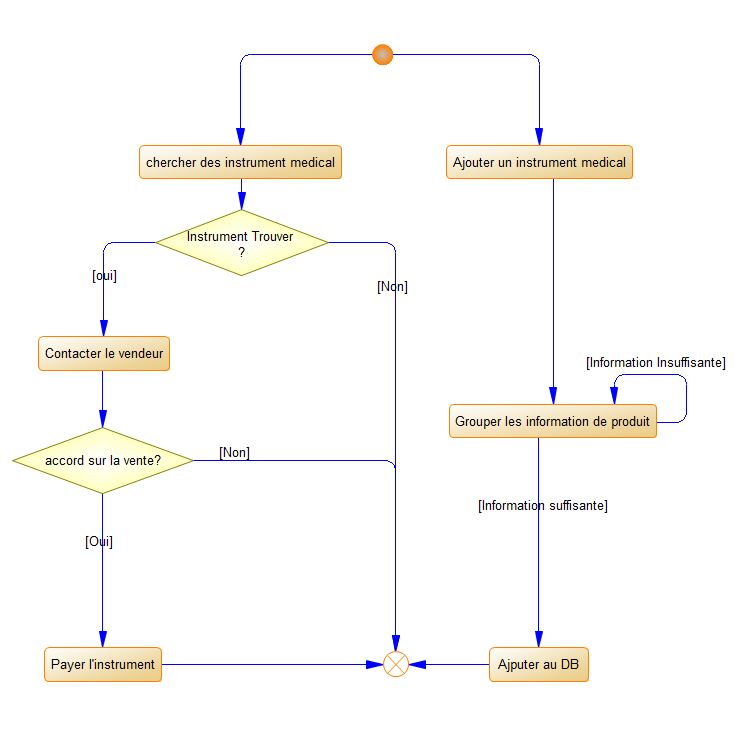 chercher des instrument medical
Ajouter un instrument medical
Instrument Trouver
?
[oui]
[Non]
Contacter le vendeur
[Information Insuffisante]
Grouper les information de produit
accord sur la vente?
[Non]
[Information suffisante]
[Oui]
Payer l'instrument
Ajputer au DB